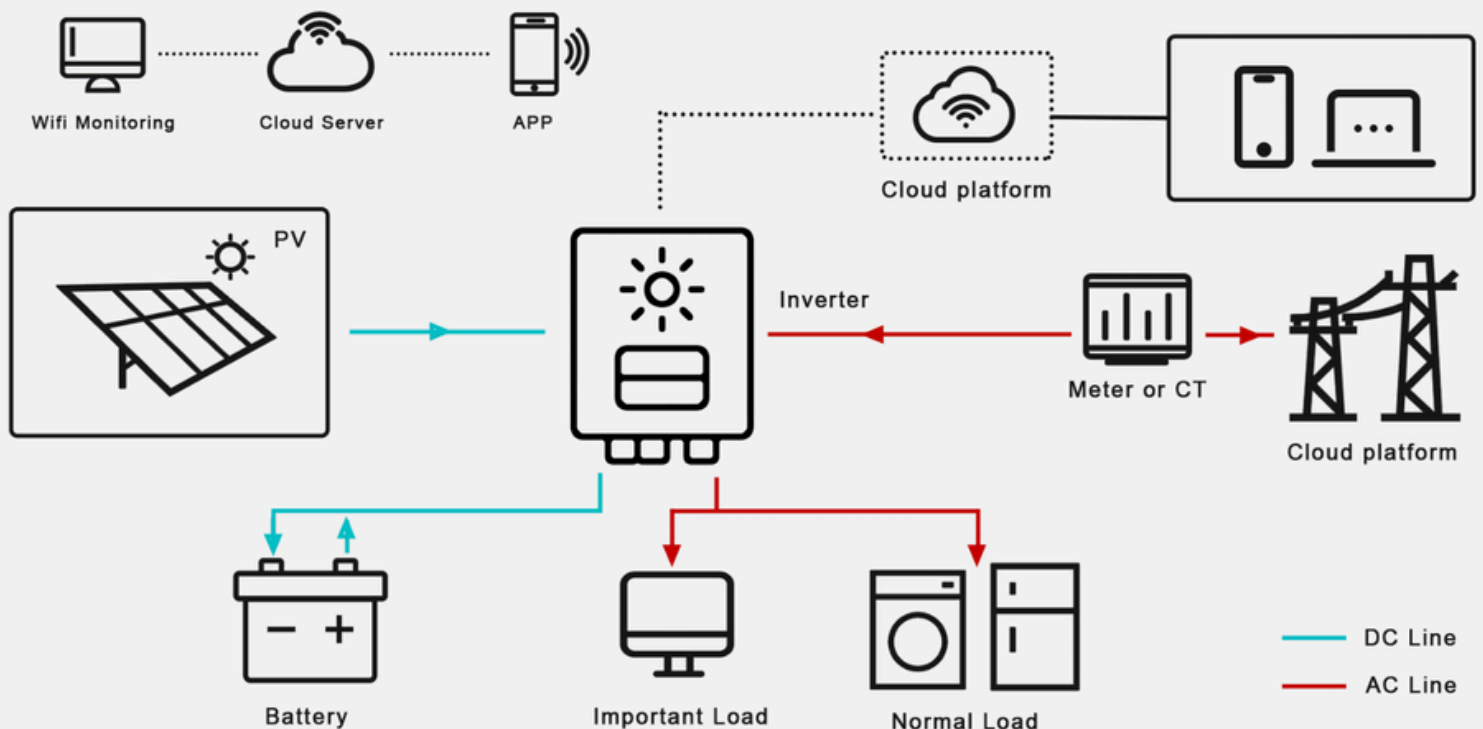 Wifi Monitoring
Cloud Server
APP
Cloud platform
PV
Inverter
Meter or CT
Cloud platform
Battery
Important Load
Normal Load
DC Line
AC Line